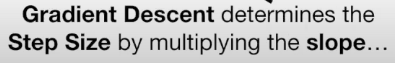 Gradient Descent determines the
Step Size by multiplying the slope…